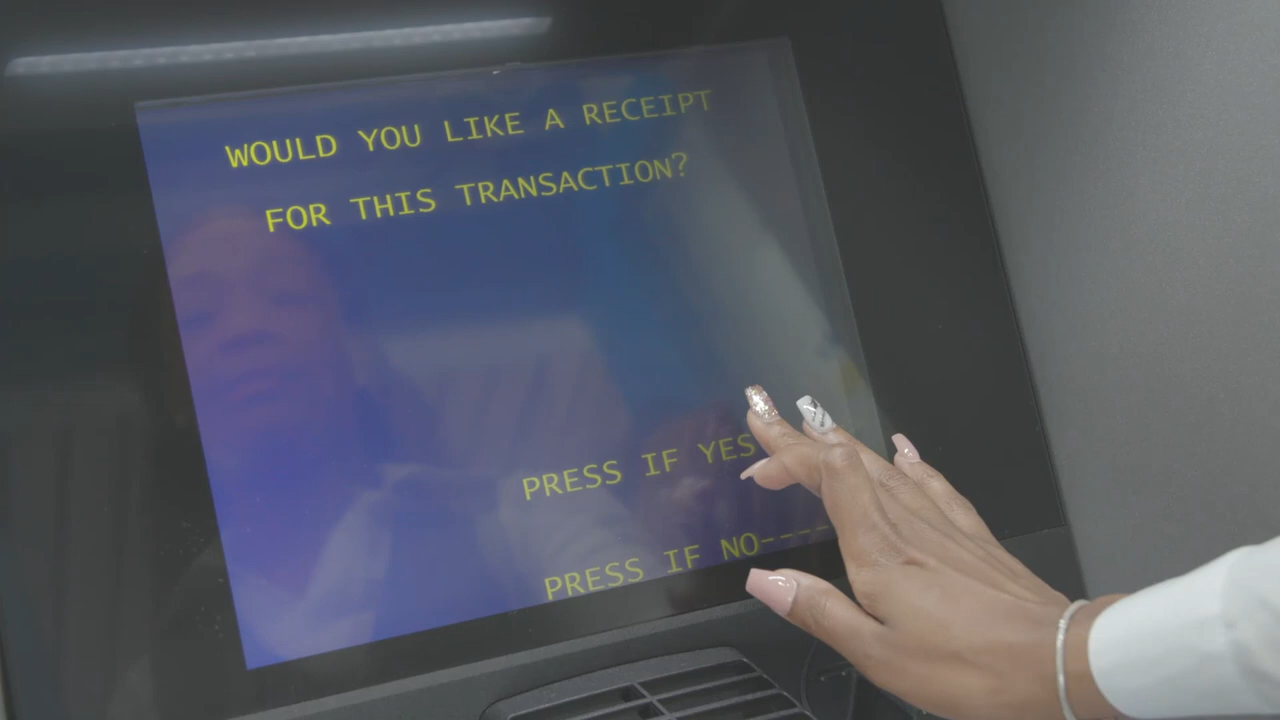 WOULD YOU LIKE A RECEIPT
FOR THIS TRANSACTION?
PRESS IF YES
PRESS IF NO----